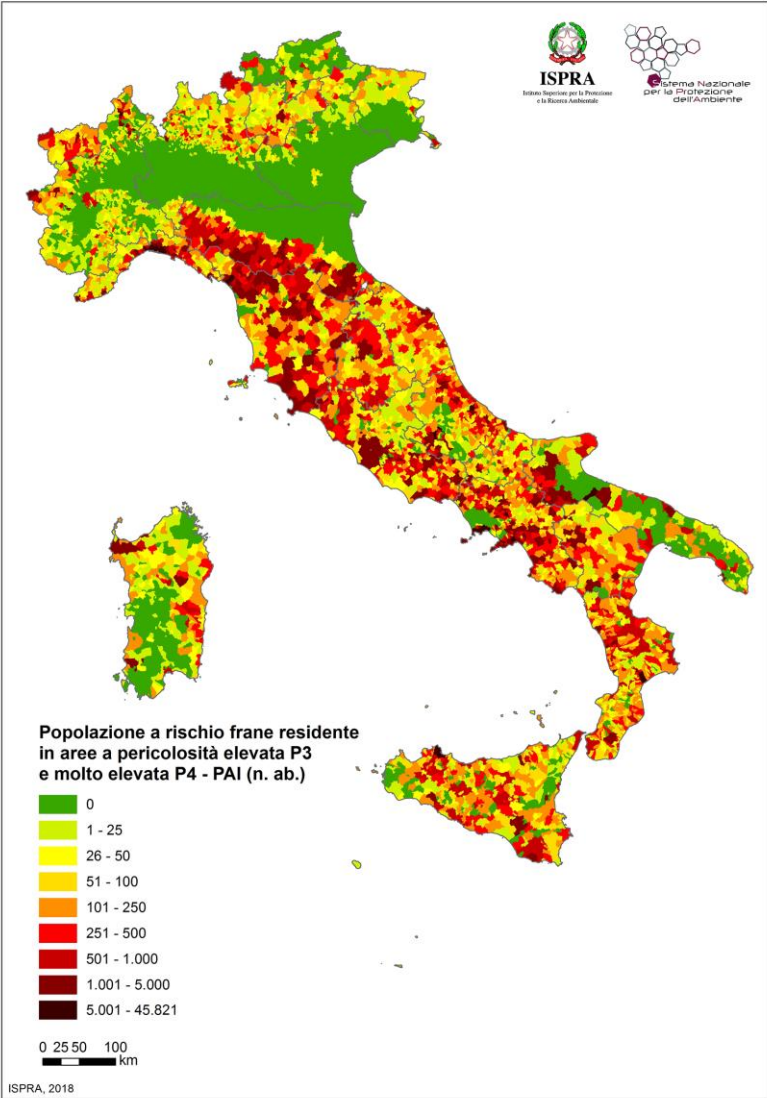 ISPRA
Istituto Superiore per la Protezione
e la Ricerca Ambientale
Sistema Nazionale
per la Protezione
dell'Ambiente
Popolazione a rischio frane residente
in aree a pericolosità elevata P3
e molto elevata P4 - PAI (n. ab.)
0
1 - 25
26 - 50
51 - 100
101 - 250
251 - 500
501 - 1.000
1.001 - 5.000
5.001 - 45.821
0 25 50 100
km
ISPRA, 2018